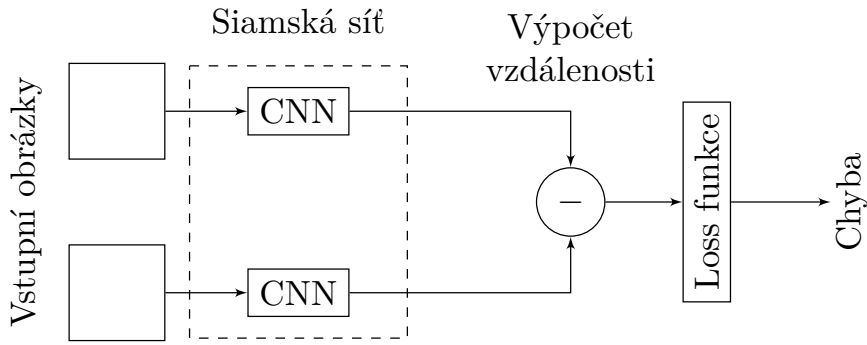 Siamská síť
Výpočet
vzdálenosti
Vstupní obrázky
CNN
CNN
−
Loss funkce
Chyba